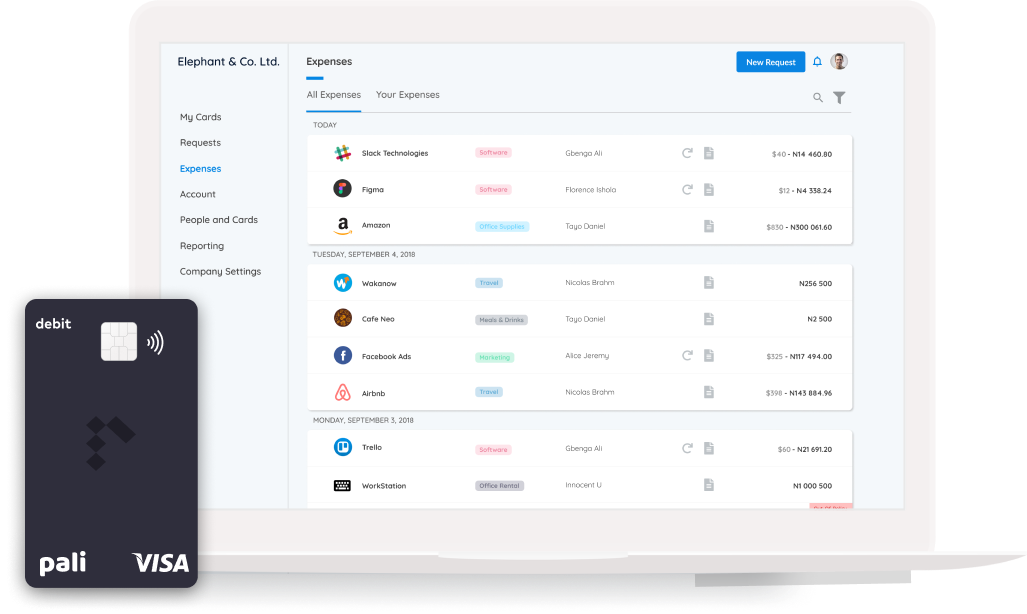 Elephant & Co. Ltd.
My Cards
Requests
Expenses
Account
People and Cards
Reporting
Company Settings
Expenses
New Request
All Expenses Your Expenses
TODAY
Slack Technologies Software Gbenga Ali $40 - N14 460.80
Figma Software Florence Ishola $12 - N4 338.24
a Amazon Office Supplies Tayo Daniel $830 - N300 061.60
TUESDAY, SEPTEMBER 4, 2018
W Wakanow Travel Nicolas Brahm N256 500
Cafe Neo Meals & Drinks Tayo Daniel N2 500
f Facebook Ads Marketing Alice Jeremy $325 - N117 494.00
Airbnb Travel Nicolas Brahm $398 - N143 884.96
MONDAY, SEPTEMBER 3, 2018
Trello Software Gbenga Ali $60 - N21 691.20
WorkStation Office Rental Innocent U N1 000 500
debit
pali VISA